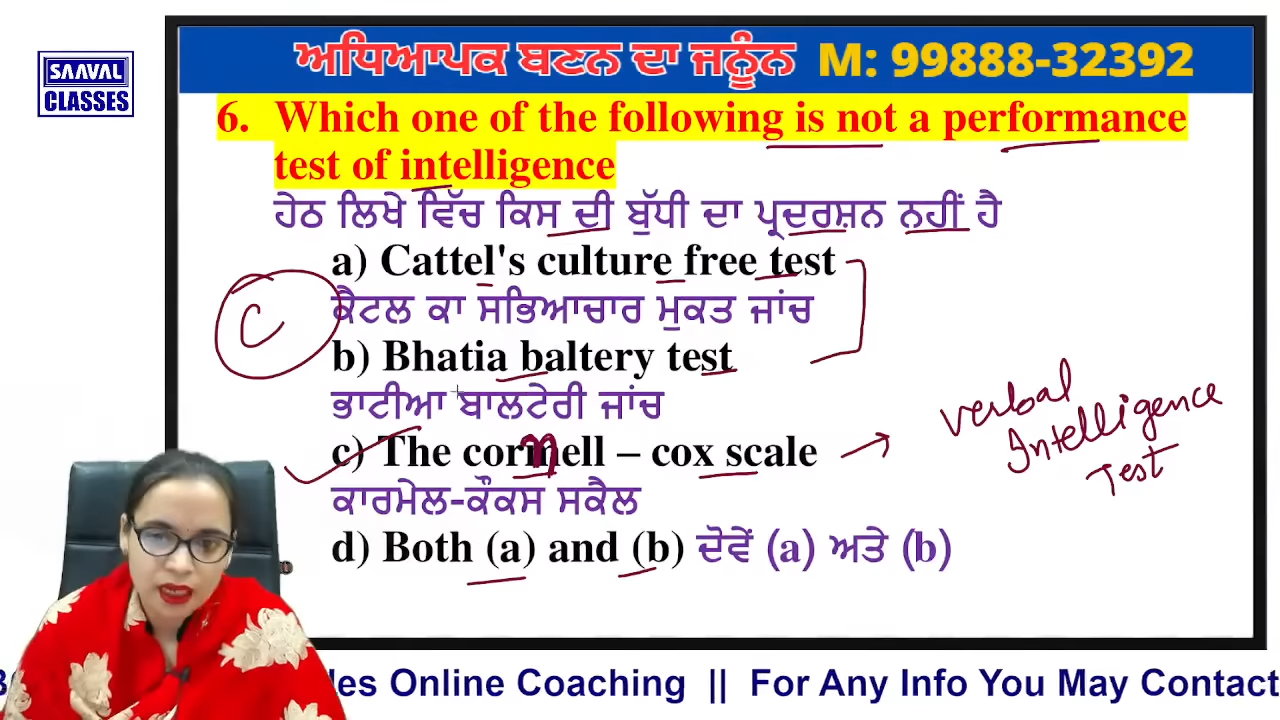 SAAVAL
CLASSES
ਅਧਿਆਪਕ ਬਣਨ ਦਾ ਜਨੂੰਨ M: 99888-32392
6. Which one of the following is not a performance
test of intelligence
ਹੇਠ ਲਿਖੇ ਵਿੱਚ ਕਿਸ ਦੀ ਬੁੱਧੀ ਦਾ ਪ੍ਰਦਰਸ਼ਨ ਨਹੀਂ ਹੈ
a) Cattel's culture free test
ਕੈਟਲ ਕਾ ਸਭਿਆਚਾਰ ਮੁਕਤ ਜਾਂਚ
C
b) Bhatia baltery test
ਭਾਟੀਆ ਬਾਲਟੇਰੀ ਜਾਂਚ
c) The cornell – cox scale
Verbal
Intelligence
Test
ਕਾਰਮੇਲ-ਕੌਕਸ ਸਕੈਲ
d) Both (a) and (b) ਦੋਵੇਂ (a) ਅਤੇ (b)
des Online Coaching || For Any Info You May Contact